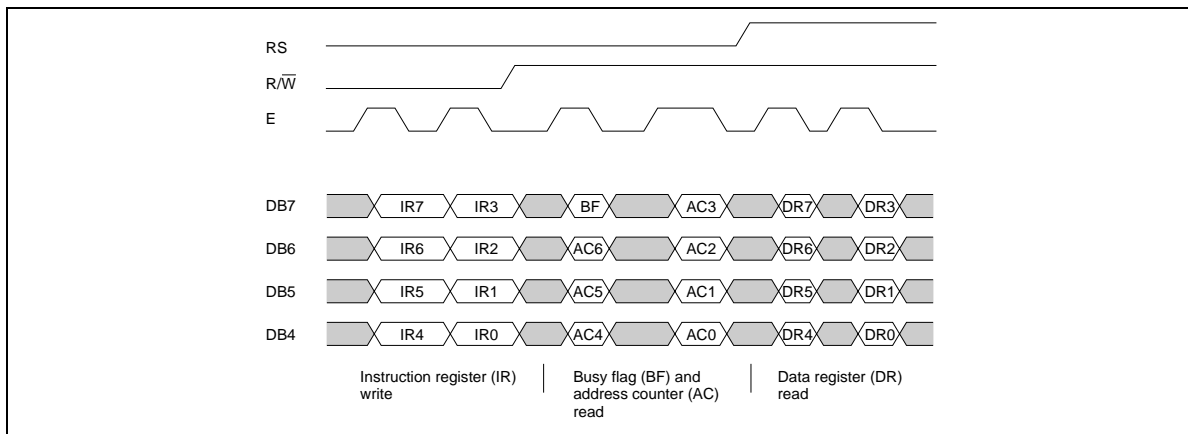 RS
R/W̅
E
DB7 IR7 IR3 BF AC3 DR7 DR3
DB6 IR6 IR2 AC6 AC2 DR6 DR2
DB5 IR5 IR1 AC5 AC1 DR5 DR1
DB4 IR4 IR0 AC4 AC0 DR4 DR0
Instruction register (IR)
write
Busy flag (BF) and
address counter (AC)
read
Data register (DR)
read